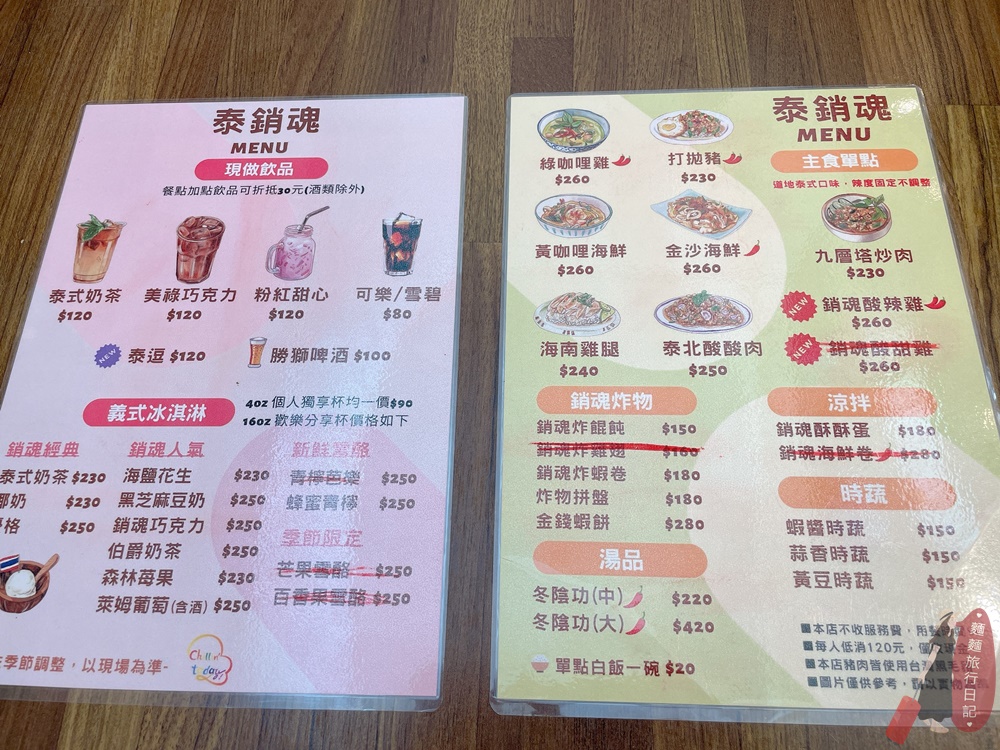 泰銷魂
MENU
現做飲品
餐點加點飲品可折抵30元(酒類除外)
泰式奶茶
$120
美祿巧克力
$120
粉紅甜心
$120
可樂/雪碧
$80
NEW 泰逗 $120
勝獅啤酒 $100
義式冰淇淋
4oz 個人獨享杯均一價$90
16oz 歡樂分享杯價格如下
銷魂經典
泰式奶茶 $230
椰奶 $230
格 $250
銷魂人氣
海鹽花生 $230
黑芝麻豆奶 $250
銷魂巧克力 $250
伯爵奶茶 $250
森林莓果 $230
萊姆葡萄(含酒) $250
新鮮雪酪
青檸芭樂 $250
蜂蜜青檸 $250
季節限定
芒果雪酪 $250
百香果雪酪 $250
季節調整，以現場為準-
Chillin'
today
泰銷魂
MENU
主食單點
道地泰式口味・辣度固定不調整
綠咖哩雞
$260
打拋豬
$230
黃咖哩海鮮
$260
金沙海鮮
$260
九層塔炒肉
$230
海南雞腿
$240
泰北酸酸肉
$250
NEW 銷魂酸辣雞
$260
NEW 銷魂酸甜雞
$260
銷魂炸物
銷魂炸餛飩 $150
銷魂炸雞翅 $160
銷魂炸蝦卷 $180
炸物拼盤 $180
金錢蝦餅 $280
湯品
冬陰功(中) $220
冬陰功(大) $420
單點白飯一碗 $20
涼拌
銷魂酥酥蛋 $180
銷魂海鮮卷 $280
時蔬
蝦醬時蔬 $150
蒜香時蔬 $150
黃豆時蔬 $150
■本店不收服務費，用餐
■每人低消120元，僅
■本店豬肉皆使用台灣
■圖片僅供參考，請以實物
麵麵旅行日記